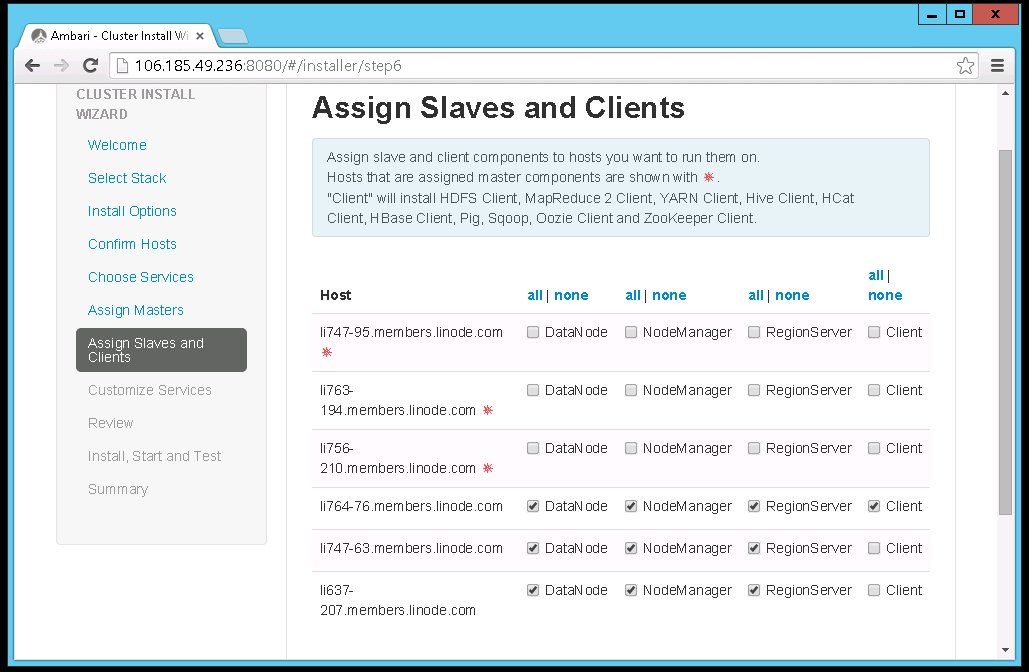 Ambari - Cluster Install Wi
106.185.49.236:8080/#/installer/step6
CLUSTER INSTALL
WIZARD
Welcome
Select Stack
Install Options
Confirm Hosts
Choose Services
Assign Masters
Assign Slaves and
Clients
Customize Services
Review
Install, Start and Test
Summary
Assign Slaves and Clients
Assign slave and client components to hosts you want to run them on.
Hosts that are assigned master components are shown with ✵.
"Client" will install HDFS Client, MapReduce 2 Client, YARN Client, Hive Client, HCat
Client, HBase Client, Pig, Sqoop, Oozie Client and ZooKeeper Client.
Host all | none all | none all | none all |
none
li747-95.members.linode.com DataNode NodeManager RegionServer Client
✵
li763- DataNode NodeManager RegionServer Client
194.members.linode.com ✵
li756- DataNode NodeManager RegionServer Client
210.members.linode.com ✵
li764-76.members.linode.com DataNode NodeManager RegionServer Client
li747-63.members.linode.com DataNode NodeManager RegionServer Client
li637- DataNode NodeManager RegionServer Client
207.members.linode.com